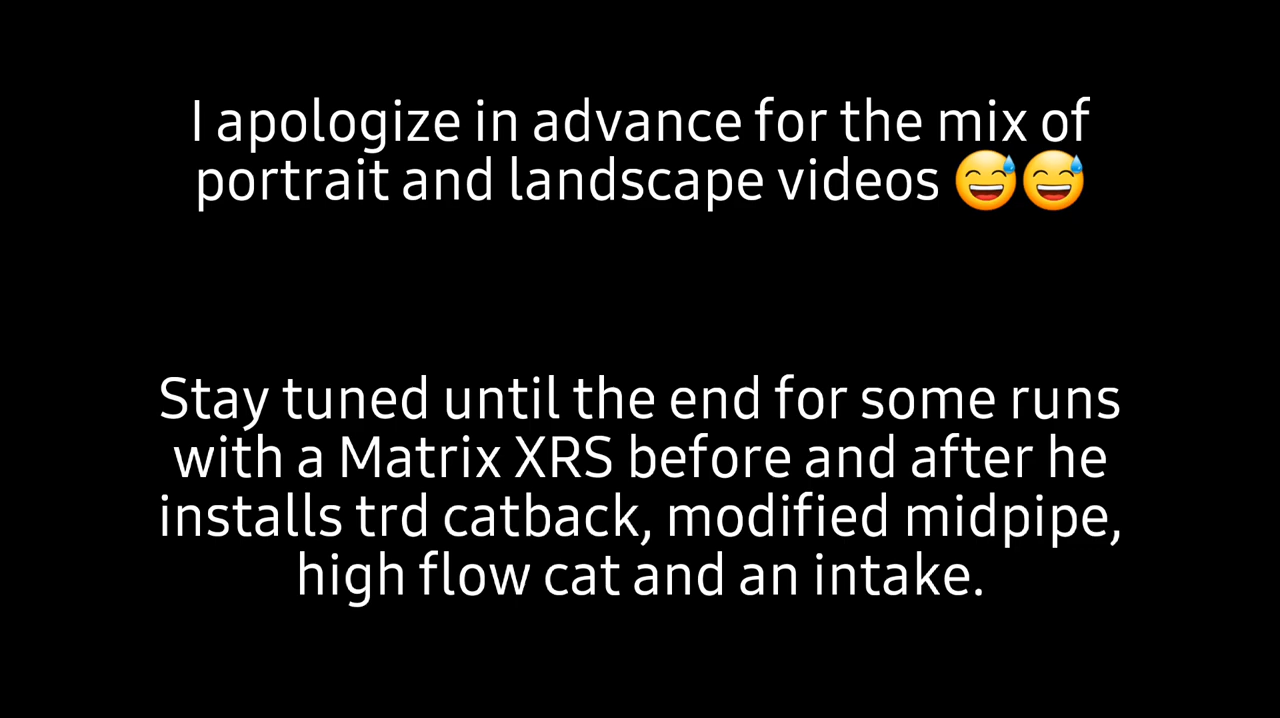 I apologize in advance for the mix of
portrait and landscape videos 😅😅
Stay tuned until the end for some runs
with a Matrix XRS before and after he
installs trd catback, modified midpipe,
high flow cat and an intake.